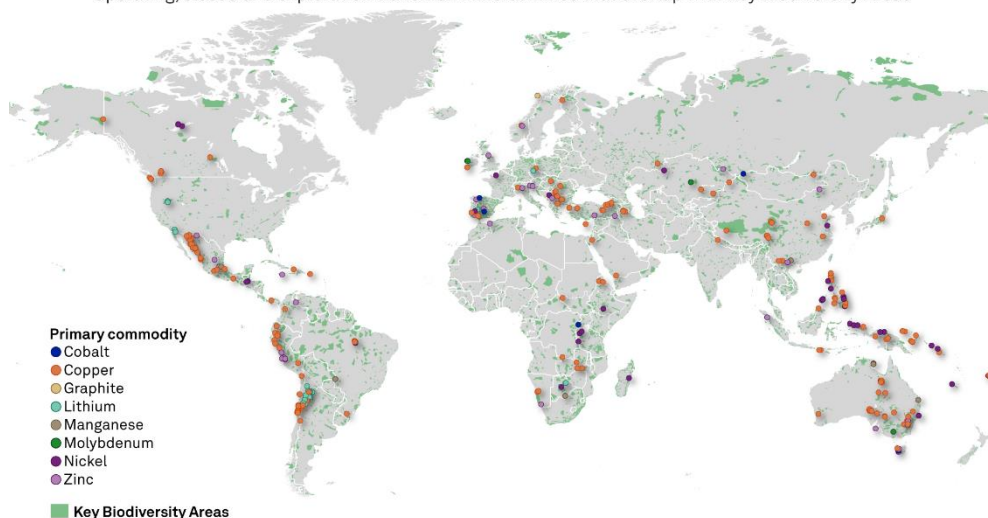 Primary commodity
Cobalt
Copper
Graphite
Lithium
Manganese
Molybdenum
Nickel
Zinc
Key Biodiversity Areas